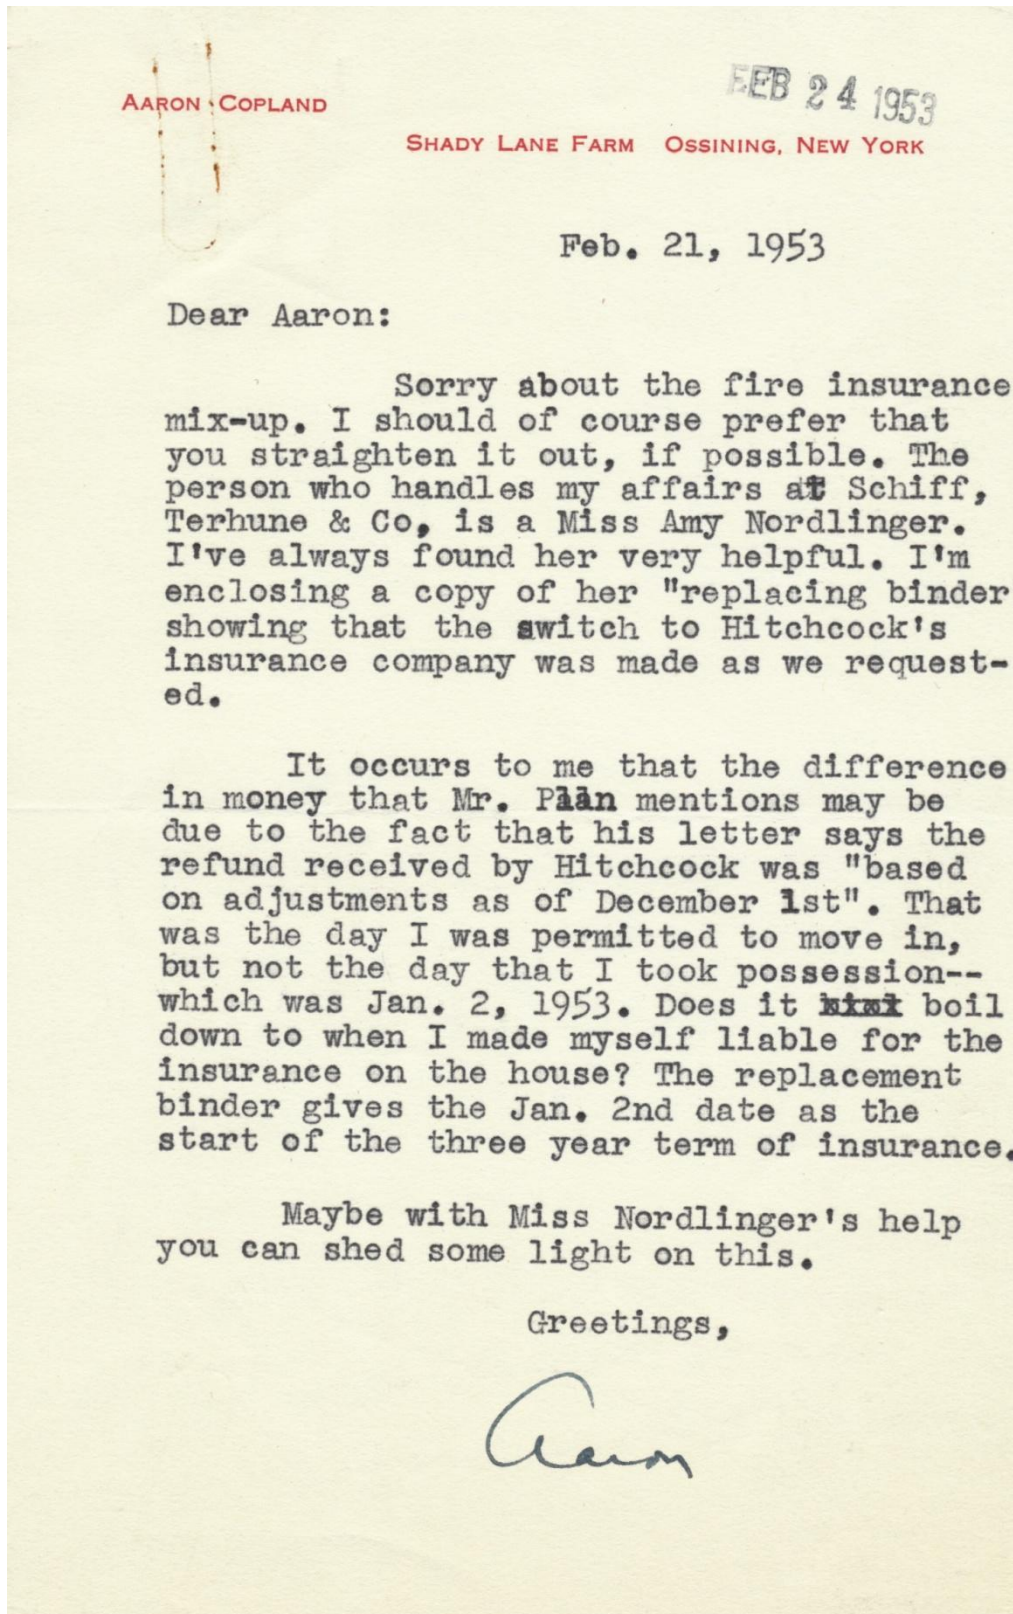 AARON COPLAND
FEB 24 1953
SHADY LANE FARM OSSINING, NEW YORK
Feb. 21, 1953
Dear Aaron:
Sorry about the fire insurance
mix-up. I should of course prefer that
you straighten it out, if possible. The
person who handles my affairs at Schiff,
Terhune & Co, is a Miss Amy Nordlinger.
I've always found her very helpful. I'm
enclosing a copy of her "replacing binder
showing that the switch to Hitchcock's
insurance company was made as we request-
ed.
It occurs to me that the difference
in money that Mr. mentions may be
due to the fact that his letter says the
refund received by Hitchcock was "based
on adjustments as of December 1st". That
was the day I was permitted to move in,
but not the day that I took possession--
which was Jan. 2, 1953. Does it boil
down to when I made myself liable for the
insurance on the house? The replacement
binder gives the Jan. 2nd date as the
start of the three year term of insurance.
Maybe with Miss Nordlinger's help
you can shed some light on this.
Greetings,
Aaron